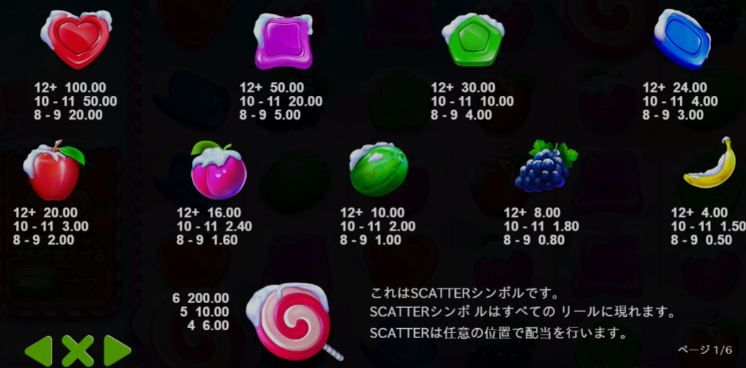 12+ 100.00
10 - 11 50.00
8 - 9 20.00
12+ 50.00
10 - 11 20.00
8 - 9 5.00
12+ 30.00
10 - 11 10.00
8 - 9 4.00
12+ 24.00
10 - 11 4.00
8 - 9 3.00
12+ 20.00
10 - 11 3.00
8 - 9 2.00
12+ 16.00
10 - 11 2.40
8 - 9 1.60
12+ 10.00
10 - 11 2.00
8 - 9 1.00
12+ 8.00
10 - 11 1.80
8 - 9 0.80
12+ 4.00
10 - 11 1.50
8 - 9 0.50
6 200.00
5 10.00
4 6.00
これはSCATTERシンボルです。
SCATTERシンボ ルはすべての リールに現れます。
SCATTERは任意の位置で配当を行います。
ページ 1/6